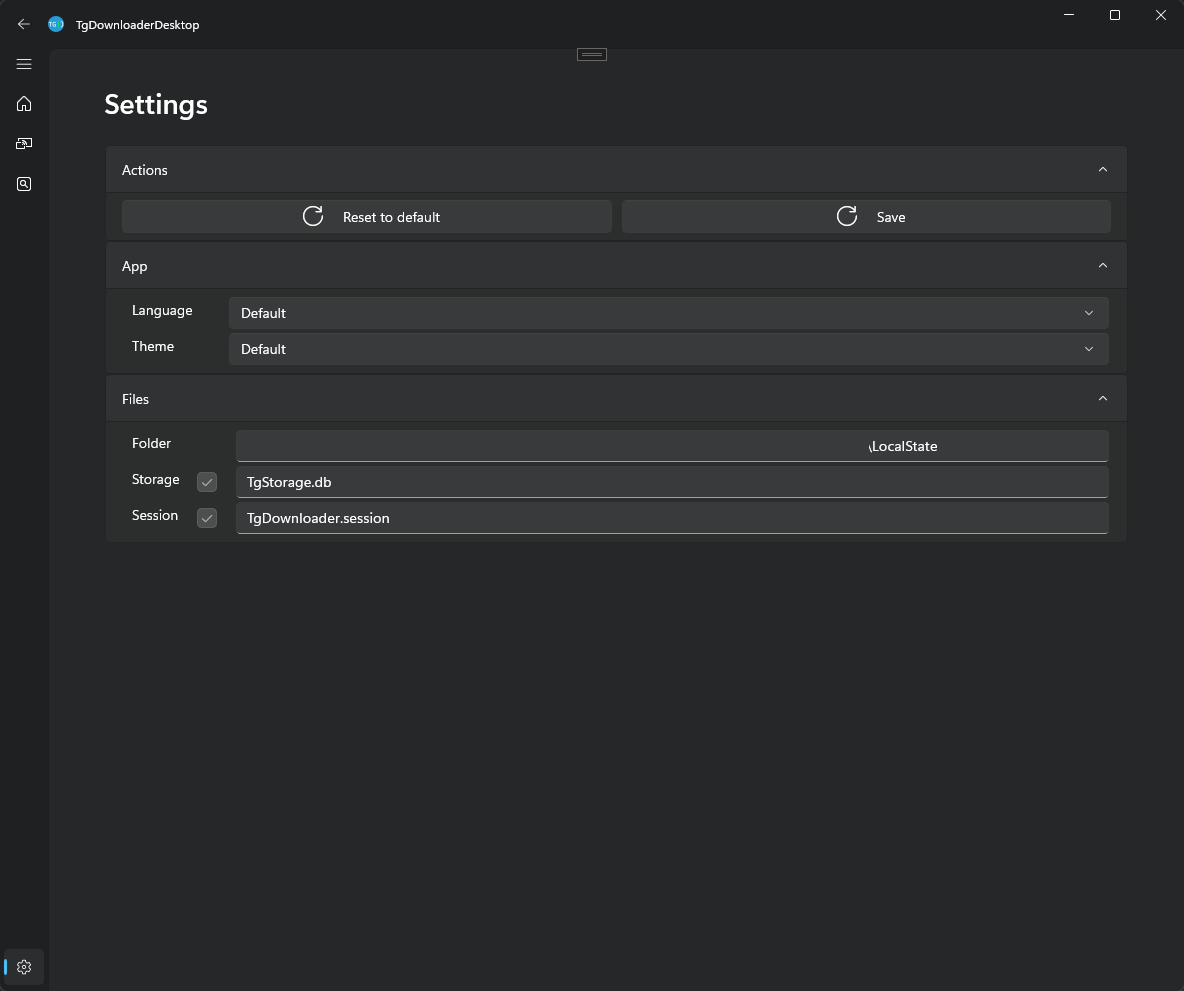 TgDownloaderDesktop
Settings
Actions
Reset to default
Save
App
Language
Default
Theme
Default
Files
Folder
\LocalState
Storage
TgStorage.db
Session
TgDownloader.session